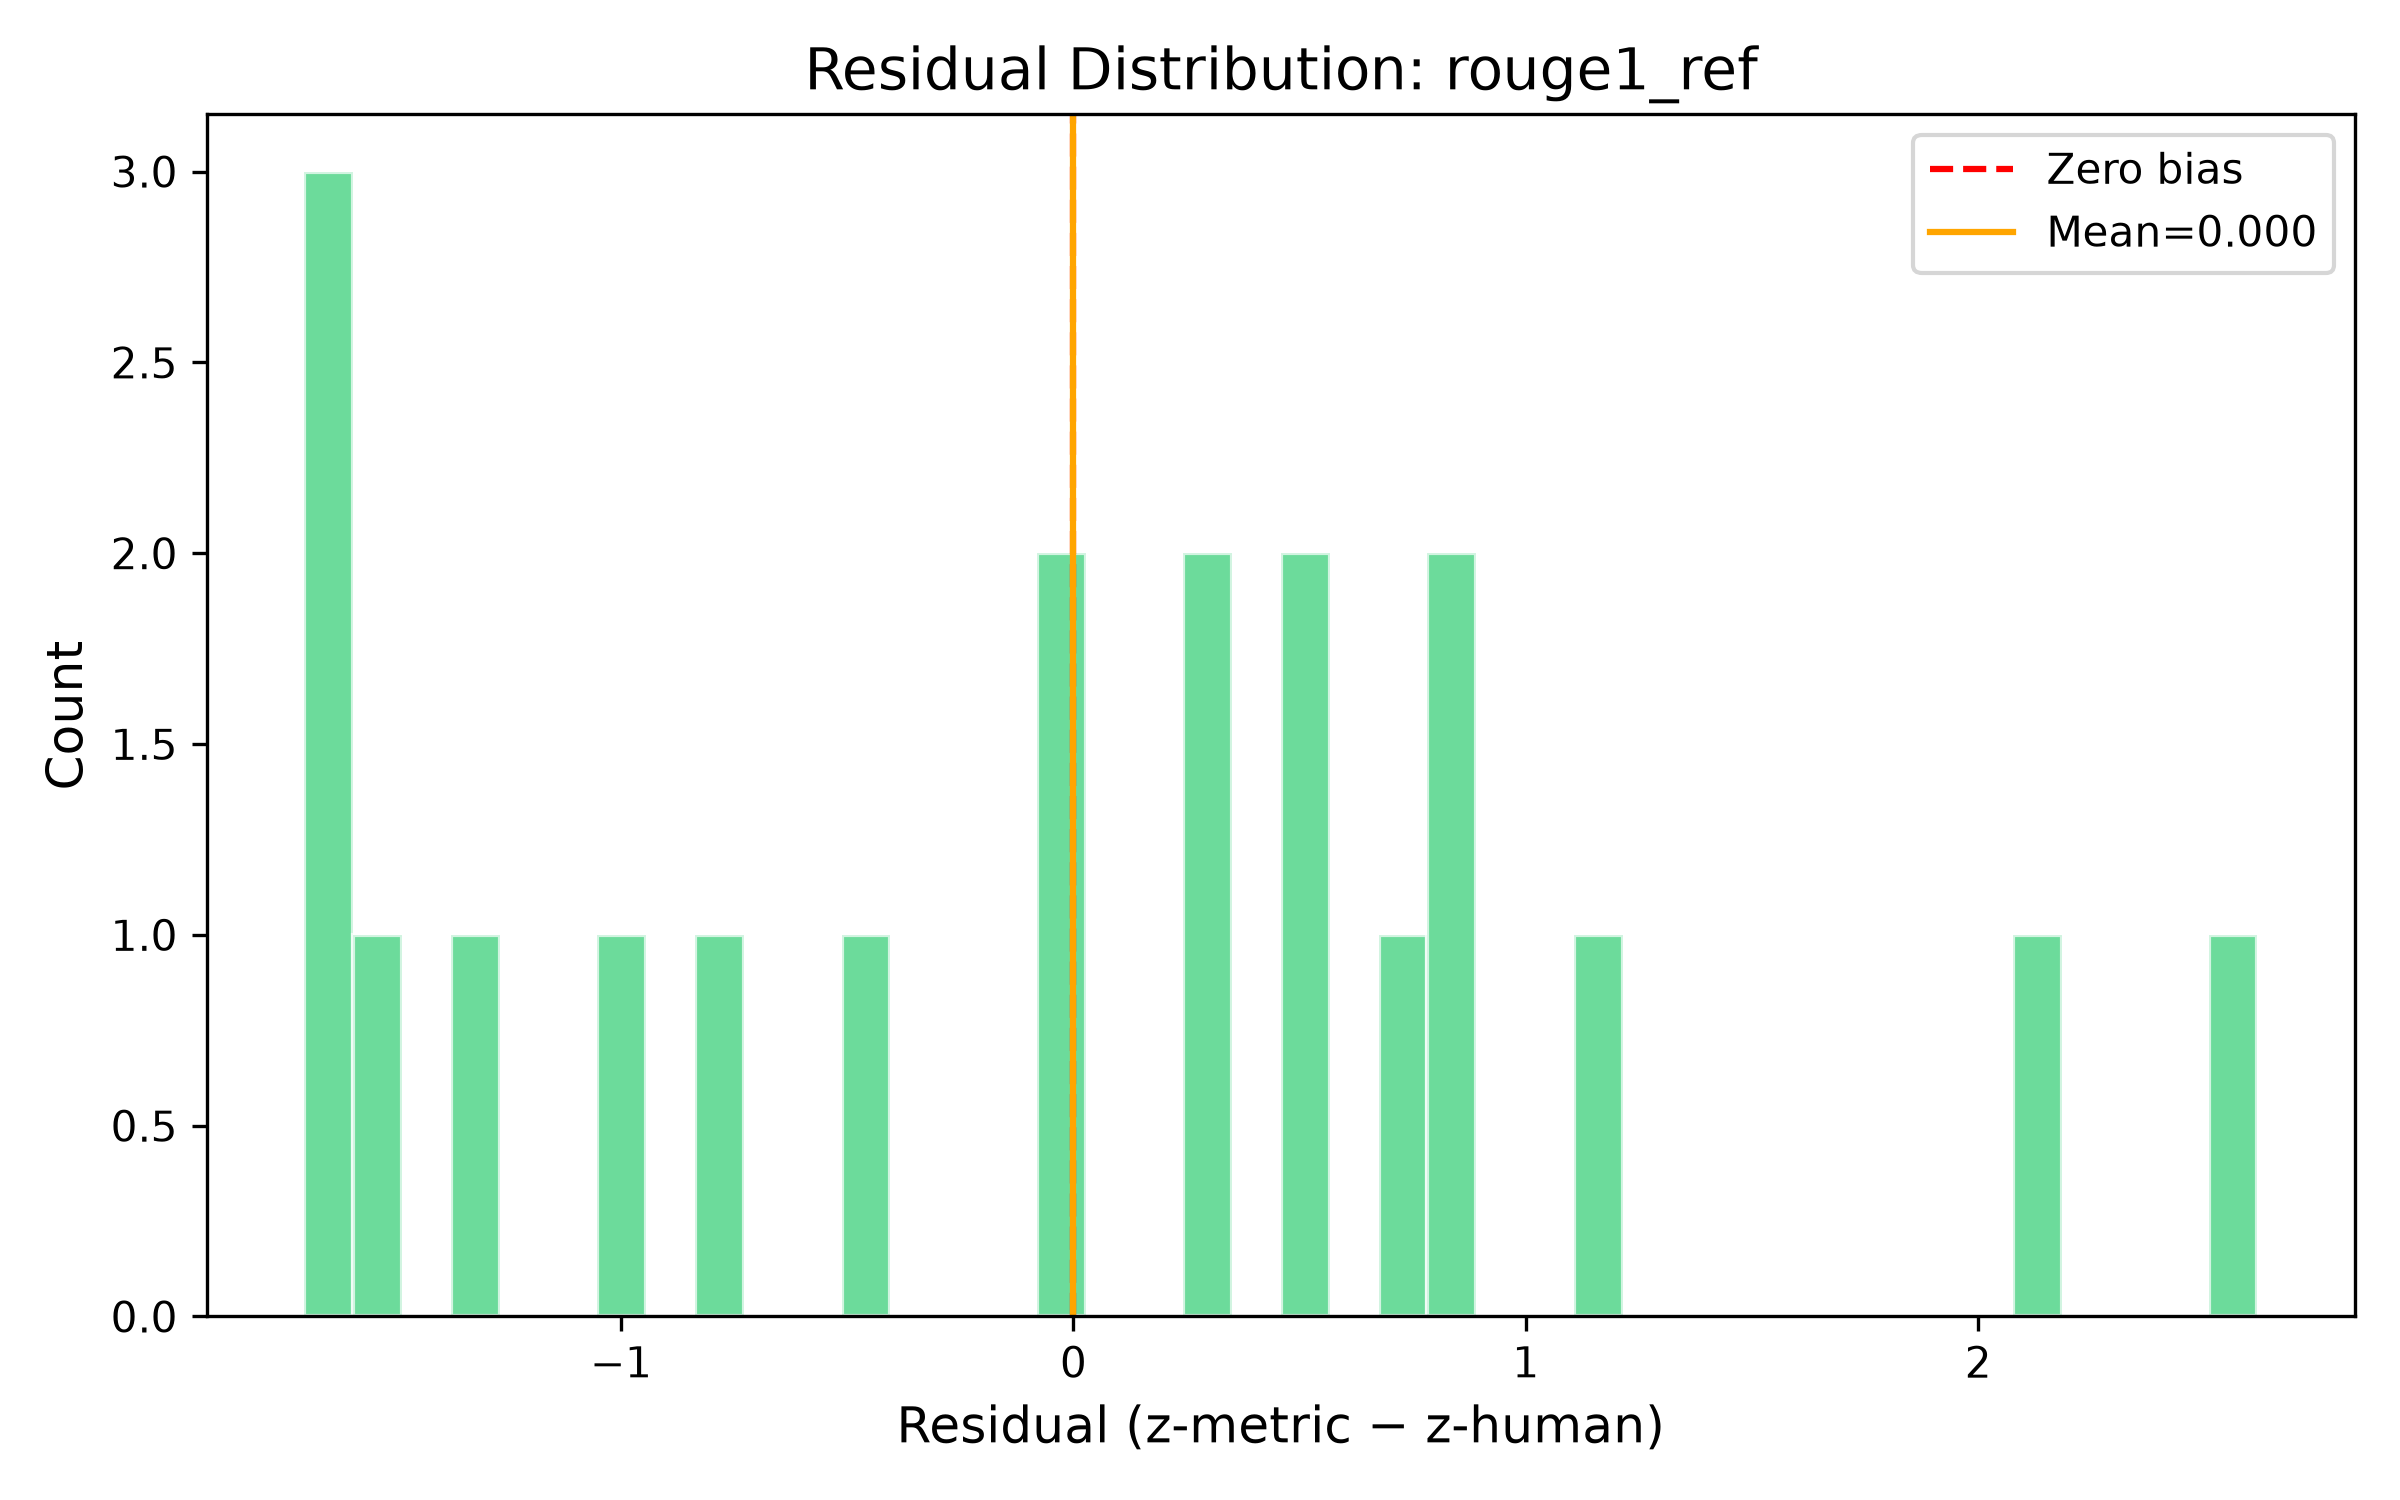 Residual Distribution: rouge1_ref
Zero bias
Mean=0.000
Count
3.0
2.5
2.0
1.5
1.0
0.5
0.0
−1
0
1
2
Residual (z-metric − z-human)